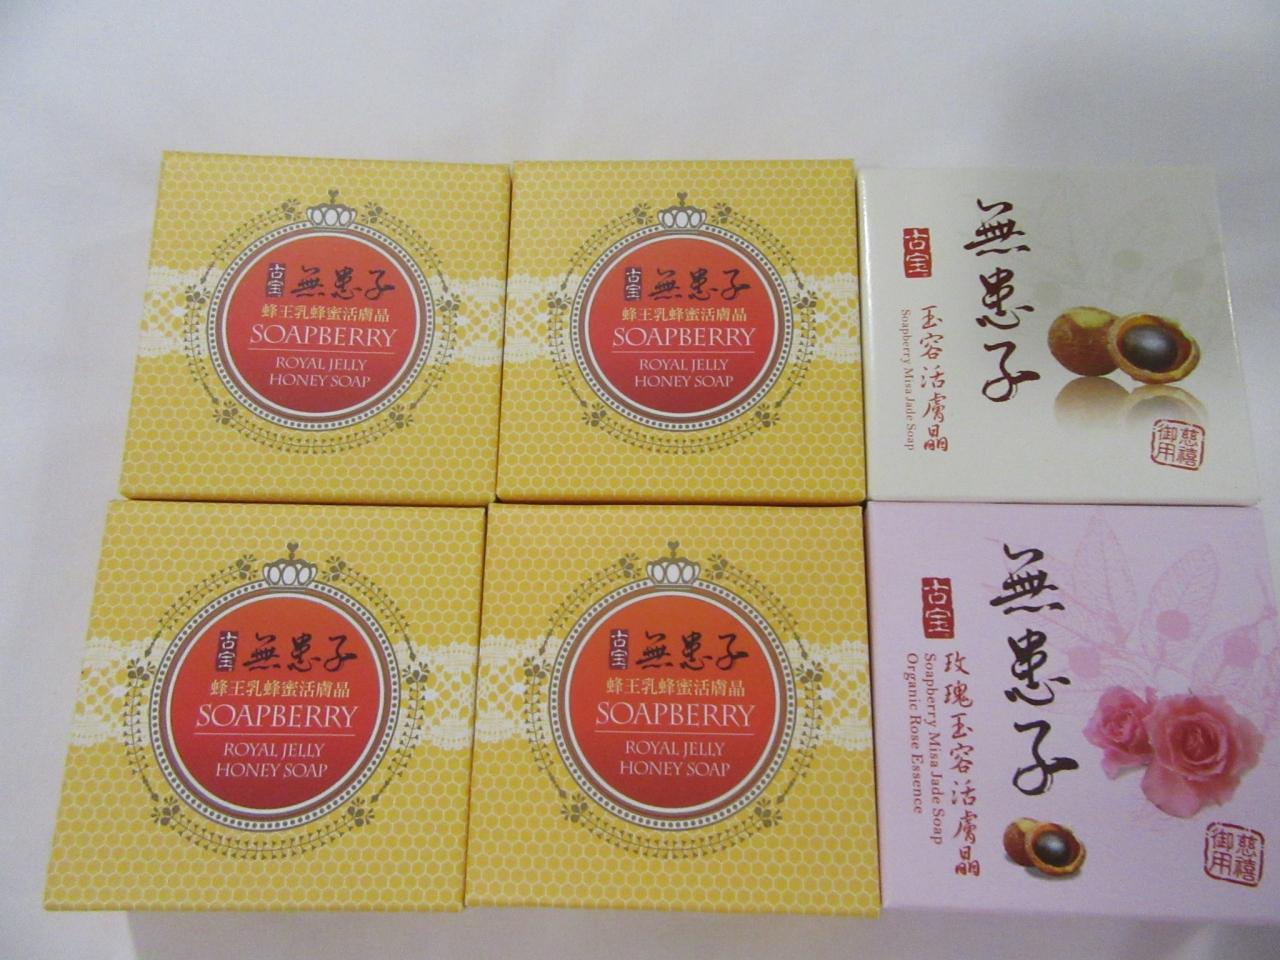 古宝
無患子
蜂王乳蜂蜜活膚晶
SOAPBERRY
ROYAL JELLY
HONEY SOAP
古宝
無患子
蜂王乳蜂蜜活膚晶
SOAPBERRY
ROYAL JELLY
HONEY SOAP
無患子
古宝
玉容活膚晶
Soapberry Misa Jade Soap
慈禧
御用
古宝
無患子
蜂王乳蜂蜜活膚晶
SOAPBERRY
ROYAL JELLY
HONEY SOAP
古宝
無患子
蜂王乳蜂蜜活膚晶
SOAPBERRY
ROYAL JELLY
HONEY SOAP
無患子
古宝
玫瑰玉容活膚晶
Soapberry Misa Jade Soap
Organic Rose Essence
慈禧
御用